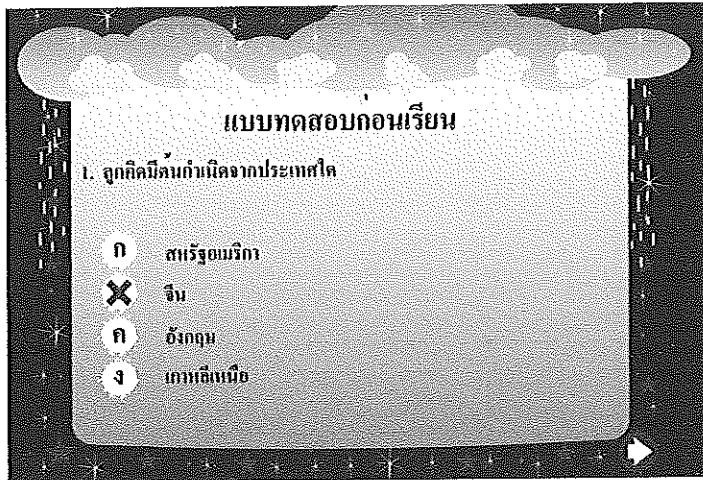 แบบทดสอบก่อนเรียน
1. ลูกคิดมีต้นกำเนิดจากประเทศใด
ก สหรัฐอเมริกา
จีน
ค อังกฤษ
ง เกาหลีเหนือ